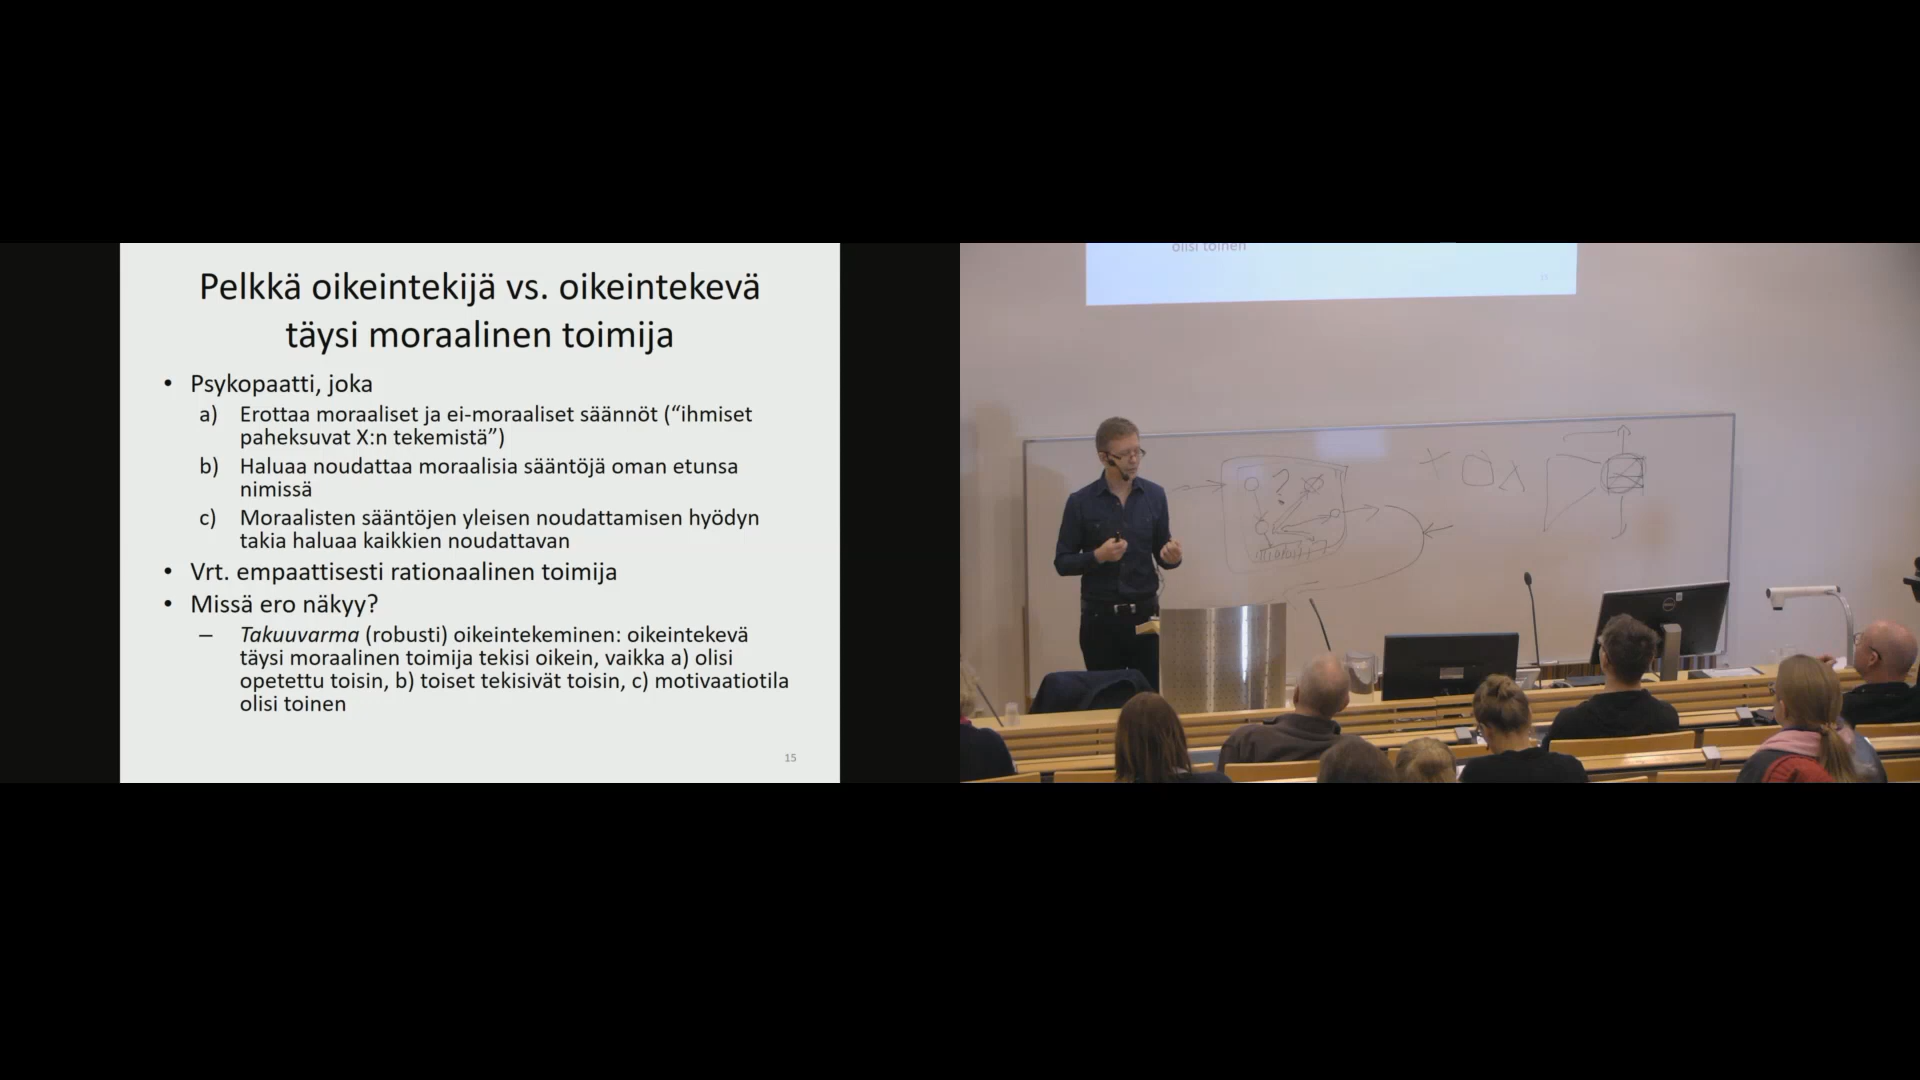 Pelkkä oikeintekijä vs. oikeintekevä
täysi moraalinen toimija
• Psykopaatti, joka
a) Erottaa moraaliset ja ei-moraaliset säännöt (“ihmiset
paheksuvat X:n tekemistä”)
b) Haluaa noudattaa moraalisia sääntöjä oman etunsa
nimissä
c) Moraalisten sääntöjen yleisen noudattamisen hyödyn
takia haluaa kaikkien noudattavan
• Vrt. empaattisesti rationaalinen toimija
• Missä ero näkyy?
– Takuuvarma (robusti) oikeintekeminen: oikeintekevä
täysi moraalinen toimija tekisi oikein, vaikka a) olisi
opetettu toisin, b) toiset tekisivät toisin, c) motivaatiotila
olisi toinen
15
olisi toinen
15
?